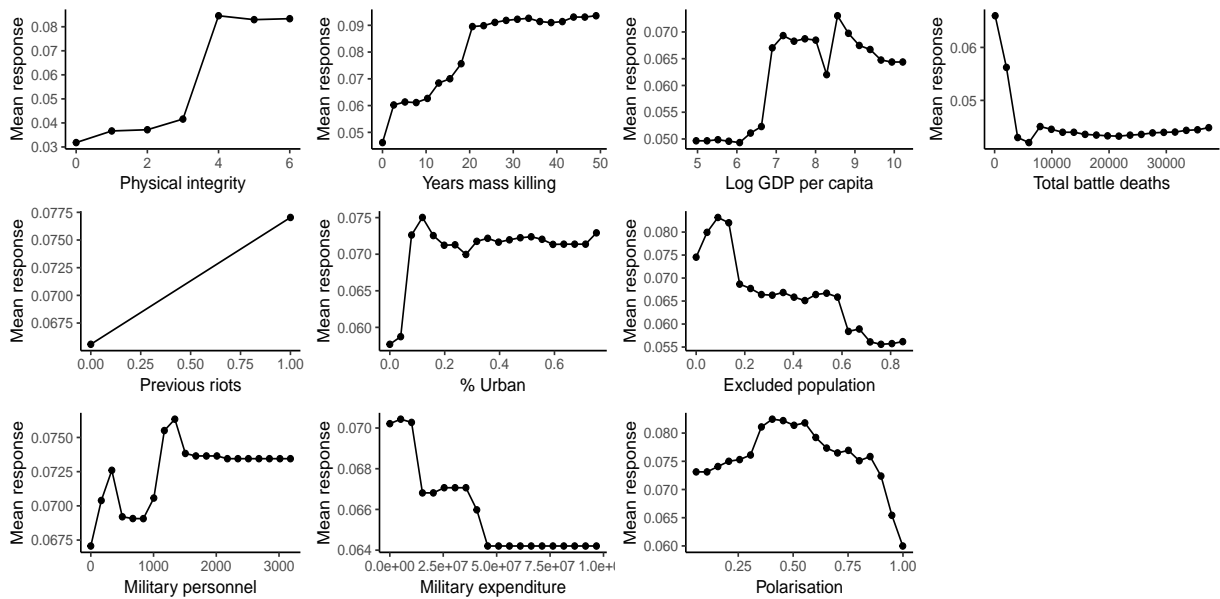 Mean response
0.08
0.07
0.06
0.05
0.04
0.03
0 2 4 6
Physical integrity
Mean response
0.09
0.08
0.07
0.06
0.05
0 10 20 30 40 50
Years mass killing
Mean response
0.070
0.065
0.060
0.055
0.050
5 6 7 8 9 10
Log GDP per capita
Mean response
0.06
0.05
0 10000 20000 30000
Total battle deaths
Mean response
0.0775
0.0750
0.0725
0.0700
0.0675
0.00 0.25 0.50 0.75 1.00
Previous riots
Mean response
0.075
0.070
0.065
0.060
0.0 0.2 0.4 0.6
% Urban
Mean response
0.080
0.075
0.070
0.065
0.060
0.055
0.0 0.2 0.4 0.6 0.8
Excluded population
Mean response
0.0750
0.0725
0.0700
0.0675
0 1000 2000 3000
Military personnel
Mean response
0.070
0.068
0.066
0.064
0.0e+00 2.5e+07 5.0e+07 7.5e+07 1.0e+
Military expenditure
Mean response
0.080
0.075
0.070
0.065
0.060
0.25 0.50 0.75 1.00
Polarisation